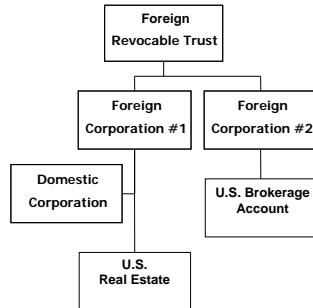 Foreign
Revocable Trust
Foreign
Corporation #1
Foreign
Corporation #2
Domestic
Corporation
U.S. Brokerage
Account
U.S.
Real Estate